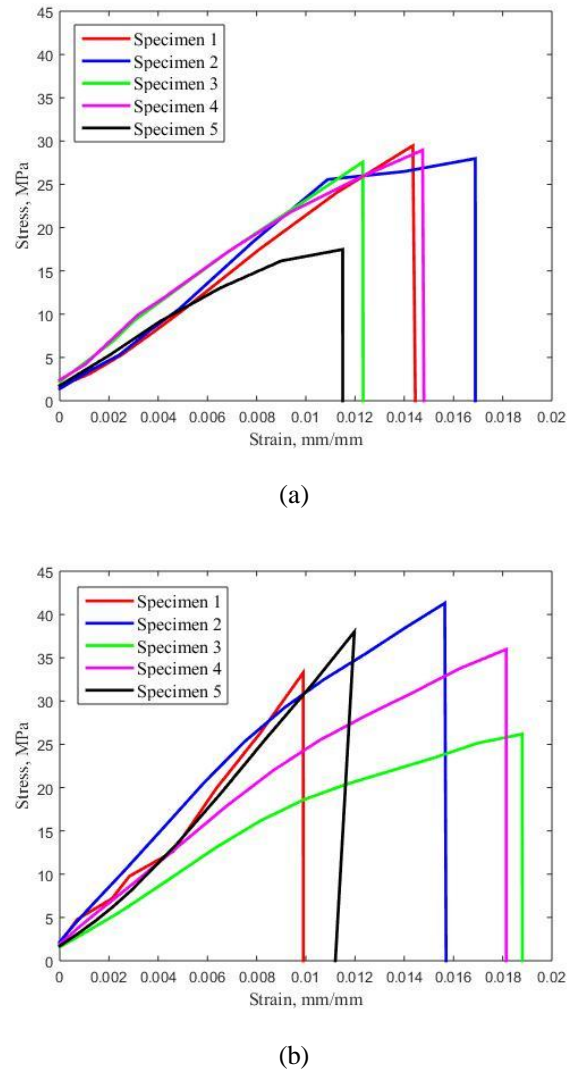 45
40
35
30
25
20
15
10
5
0
Stress, MPa
Specimen 1
Specimen 2
Specimen 3
Specimen 4
Specimen 5
0 0.002 0.004 0.006 0.008 0.01 0.012 0.014 0.016 0.018 0.02
Strain, mm/mm
(a)
45
40
35
30
25
20
15
10
5
0
Stress, MPa
Specimen 1
Specimen 2
Specimen 3
Specimen 4
Specimen 5
0 0.002 0.004 0.006 0.008 0.01 0.012 0.014 0.016 0.018 0.02
Strain, mm/mm
(b)